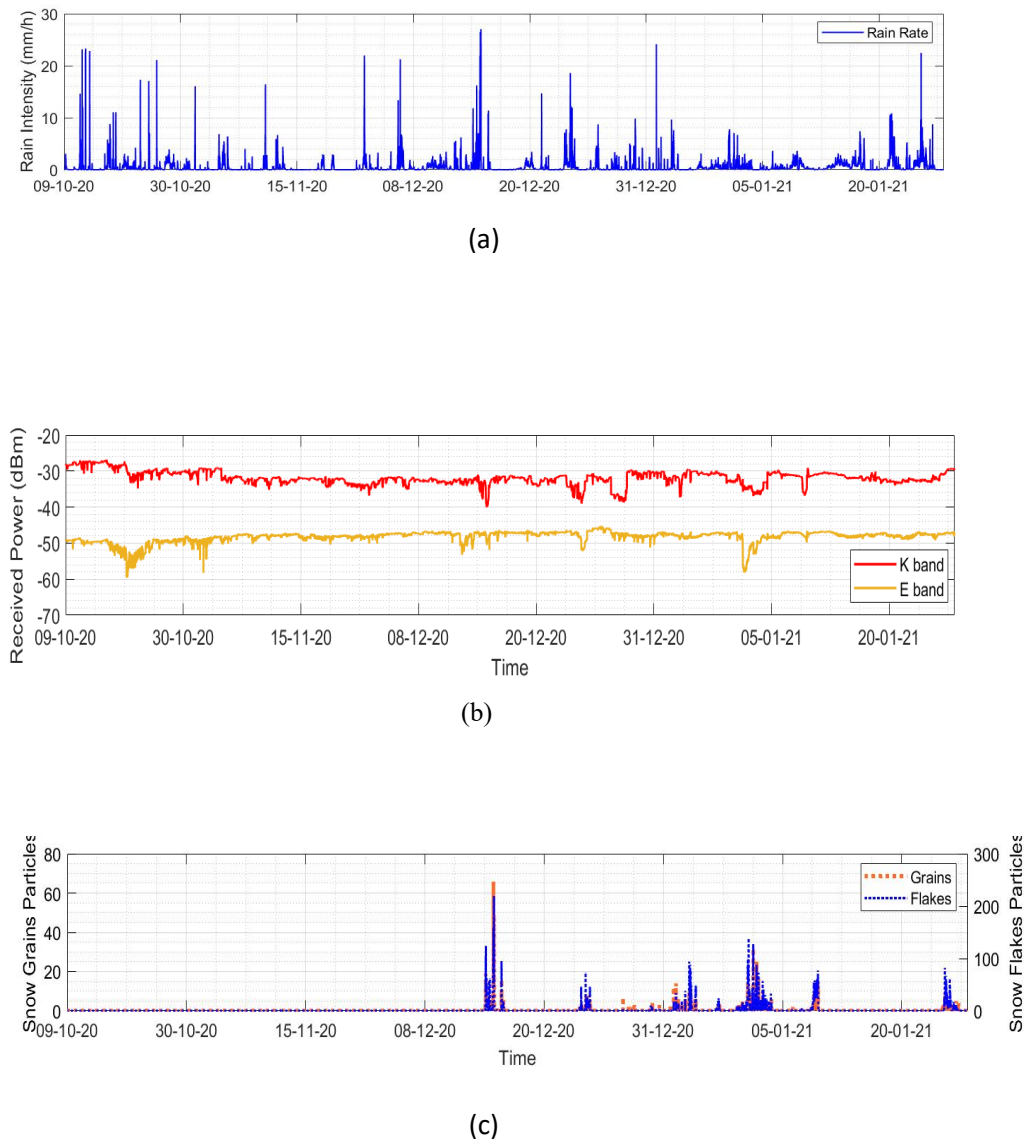 30
20
10
0
Rain Intensity (mm/h)
Rain Rate
09-10-20 30-10-20 15-11-20 08-12-20 20-12-20 31-12-20 05-01-21 20-01-21
(a)
-20
-30
-40
-50
-60
-70
Received Power (dBm)
K band
E band
09-10-20 30-10-20 15-11-20 08-12-20 20-12-20 31-12-20 05-01-21 20-01-21
Time
(b)
80
60
40
20
0
Snow Grains Particles
Grains
Flakes
300
200
100
0
Snow Flakes Particles
09-10-20 30-10-20 15-11-20 08-12-20 20-12-20 31-12-20 05-01-21 20-01-21
Time
(c)